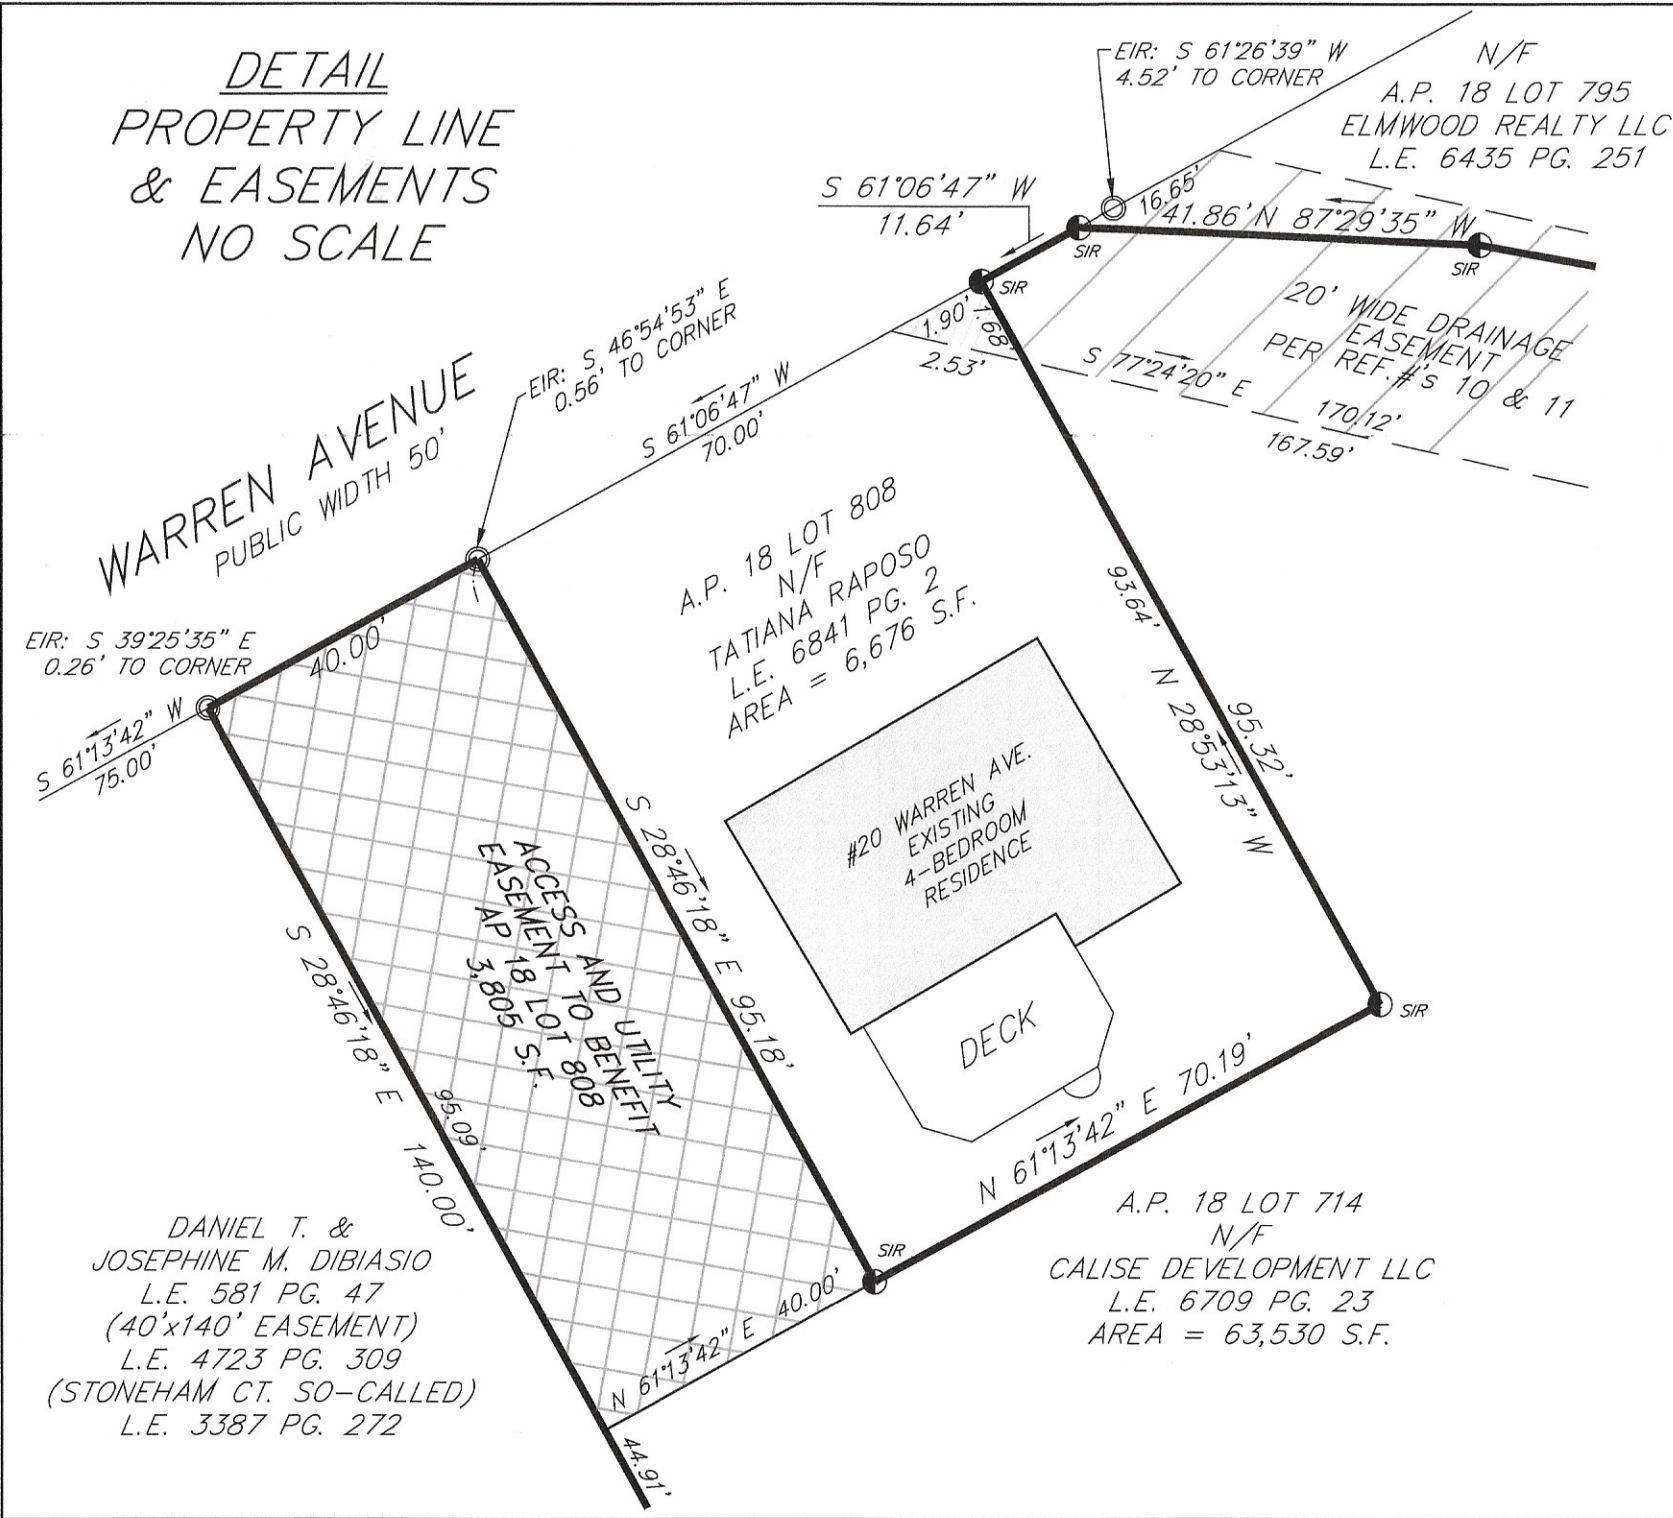 DETAIL
PROPERTY LINE
& EASEMENTS
NO SCALE
EIR: S 61°26'39" W
4.52' TO CORNER
N/F
A.P. 18 LOT 795
ELMWOOD REALTY LLC
L.E. 6435 PG. 251
S 61°06'47" W
11.64'
16.65'
41.86' N 87°29'35" W
SIR
SIR
SIR
20' WIDE DRAINAGE
EASEMENT
PER REF.#'s 10 & 11
1.90'
1.68'
2.53'
S 77°24'20" E
170.12'
167.59'
EIR: S 46°54'53" E
0.56' TO CORNER
S 61°06'47" W
70.00'
WARREN AVENUE
PUBLIC WIDTH 50'
A.P. 18 LOT 808
N/F
TATIANA RAPOSO
L.E. 6841 PG. 2
AREA = 6,676 S.F.
93.64'
N 28°53'13" W
95.32'
EIR: S 39°25'35" E
0.26' TO CORNER
40.00'
S 61°13'42" W
75.00'
#20 WARREN AVE.
EXISTING
4-BEDROOM
RESIDENCE
S 28°46'18" E 95.18'
ACCESS AND UTILITY
EASEMENT TO BENEFIT
AP 18 LOT 808
3,805 S.F.
S 28°46'18" E
95.09'
140.00'
DECK
SIR
N 61°13'42" E 70.19'
SIR
N 61°13'42" E 40.00'
44.91'
DANIEL T. &
JOSEPHINE M. DIBIASIO
L.E. 581 PG. 47
(40'x140' EASEMENT)
L.E. 4723 PG. 309
(STONEHAM CT. SO-CALLED)
L.E. 3387 PG. 272
A.P. 18 LOT 714
N/F
CALISE DEVELOPMENT LLC
L.E. 6709 PG. 23
AREA = 63,530 S.F.